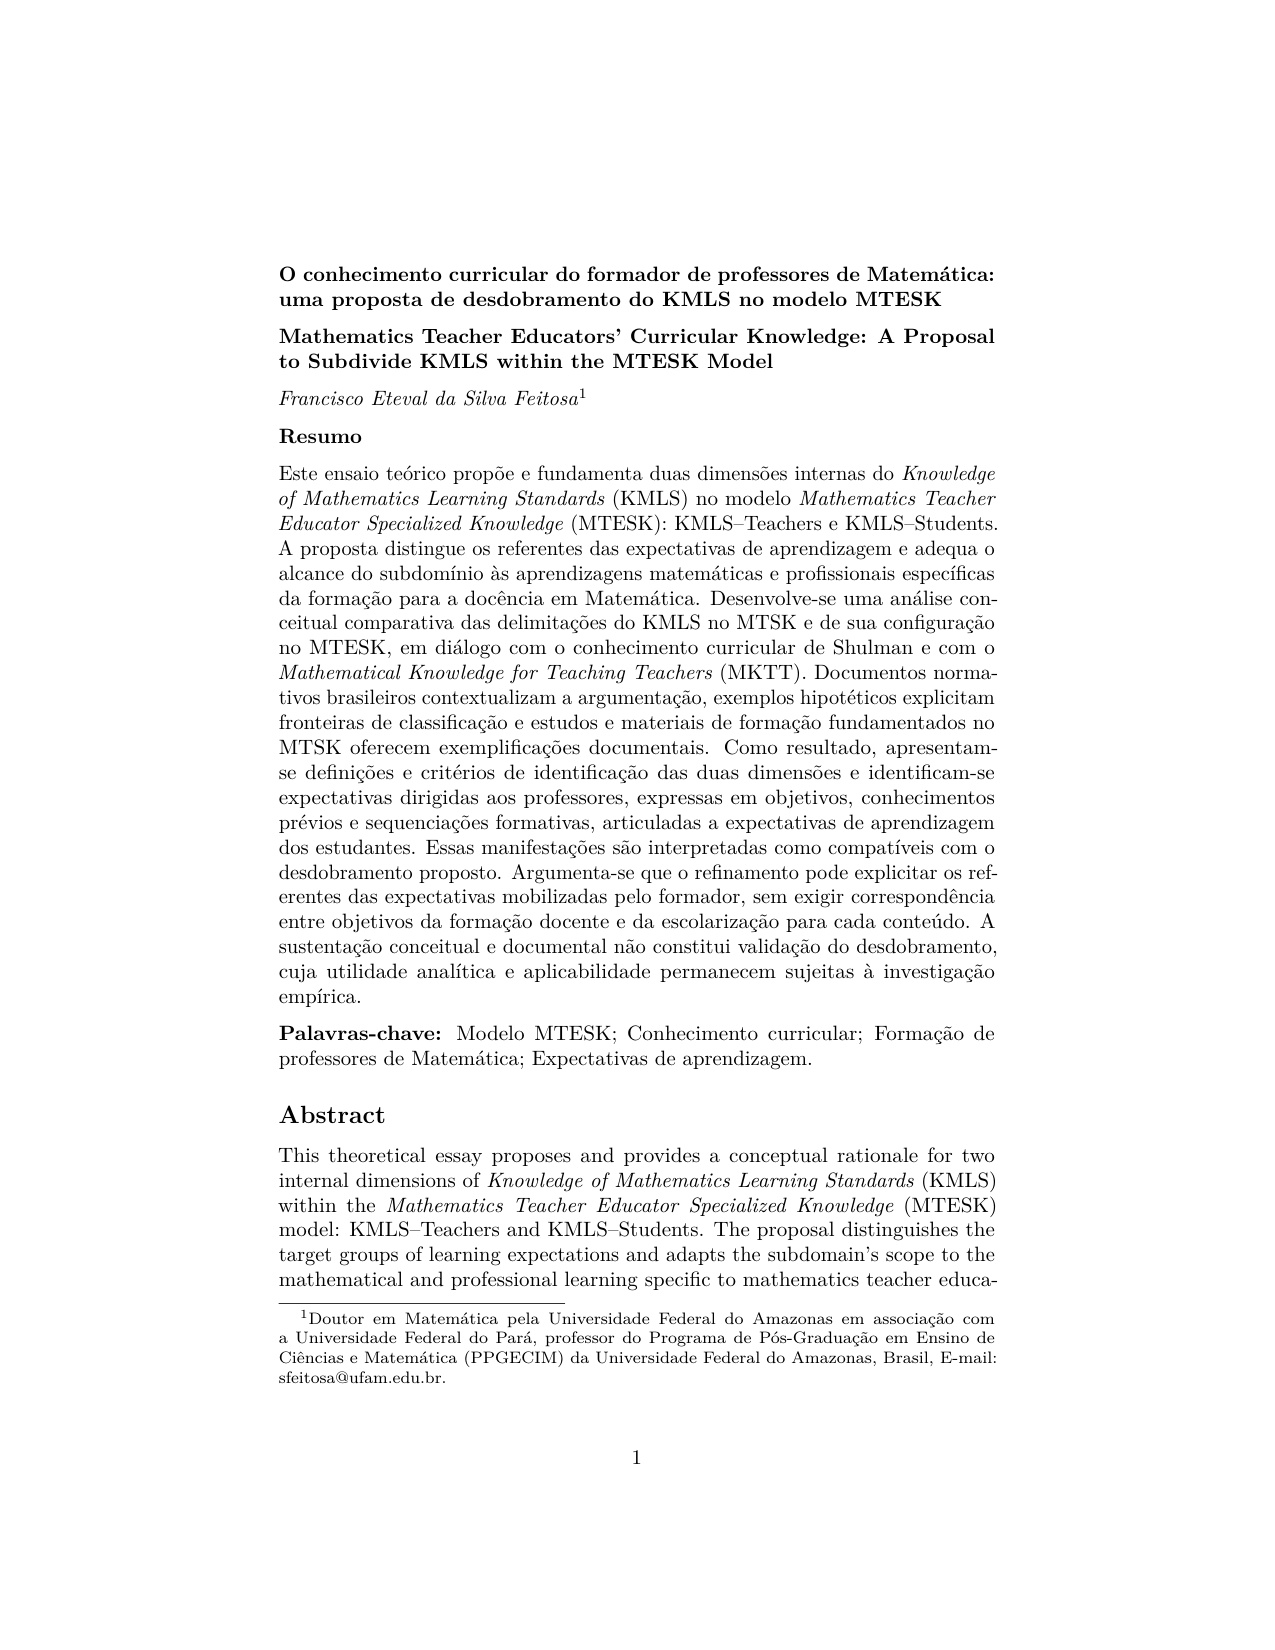 O conhecimento curricular do formador de professores de Matemática:
uma proposta de desdobramento do KMLS no modelo MTESK
Mathematics Teacher Educators’ Curricular Knowledge: A Proposal
to Subdivide KMLS within the MTESK Model
Francisco Eteval da Silva Feitosa¹
Resumo
Este ensaio teórico propõe e fundamenta duas dimensões internas do Knowledge
of Mathematics Learning Standards (KMLS) no modelo Mathematics Teacher
Educator Specialized Knowledge (MTESK): KMLS–Teachers e KMLS–Students.
A proposta distingue os referentes das expectativas de aprendizagem e adequa o
alcance do subdomínio às aprendizagens matemáticas e profissionais específicas
da formação para a docência em Matemática. Desenvolve-se uma análise con-
ceitual comparativa das delimitações do KMLS no MTSK e de sua configuração
no MTESK, em diálogo com o conhecimento curricular de Shulman e com o
Mathematical Knowledge for Teaching Teachers (MKTT). Documentos norma-
tivos brasileiros contextualizam a argumentação, exemplos hipotéticos explicitam
fronteiras de classificação e estudos e materiais de formação fundamentados no
MTSK oferecem exemplificações documentais. Como resultado, apresentam-
se definições e critérios de identificação das duas dimensões e identificam-se
expectativas dirigidas aos professores, expressas em objetivos, conhecimentos
prévios e sequenciações formativas, articuladas a expectativas de aprendizagem
dos estudantes. Essas manifestações são interpretadas como compatíveis com o
desdobramento proposto. Argumenta-se que o refinamento pode explicitar os ref-
erentes das expectativas mobilizadas pelo formador, sem exigir correspondência
entre objetivos da formação docente e da escolarização para cada conteúdo. A
sustentação conceitual e documental não constitui validação do desdobramento,
cuja utilidade analítica e aplicabilidade permanecem sujeitas à investigação
empírica.
Palavras-chave: Modelo MTESK; Conhecimento curricular; Formação de
professores de Matemática; Expectativas de aprendizagem.
Abstract
This theoretical essay proposes and provides a conceptual rationale for two
internal dimensions of Knowledge of Mathematics Learning Standards (KMLS)
within the Mathematics Teacher Educator Specialized Knowledge (MTESK)
model: KMLS–Teachers and KMLS–Students. The proposal distinguishes the
target groups of learning expectations and adapts the subdomain’s scope to the
mathematical and professional learning specific to mathematics teacher educa-
¹Doutor em Matemática pela Universidade Federal do Amazonas em associação com
a Universidade Federal do Pará, professor do Programa de Pós-Graduação em Ensino de
Ciências e Matemática (PPGECIM) da Universidade Federal do Amazonas, Brasil, E-mail:
sfeitosa@ufam.edu.br.
1